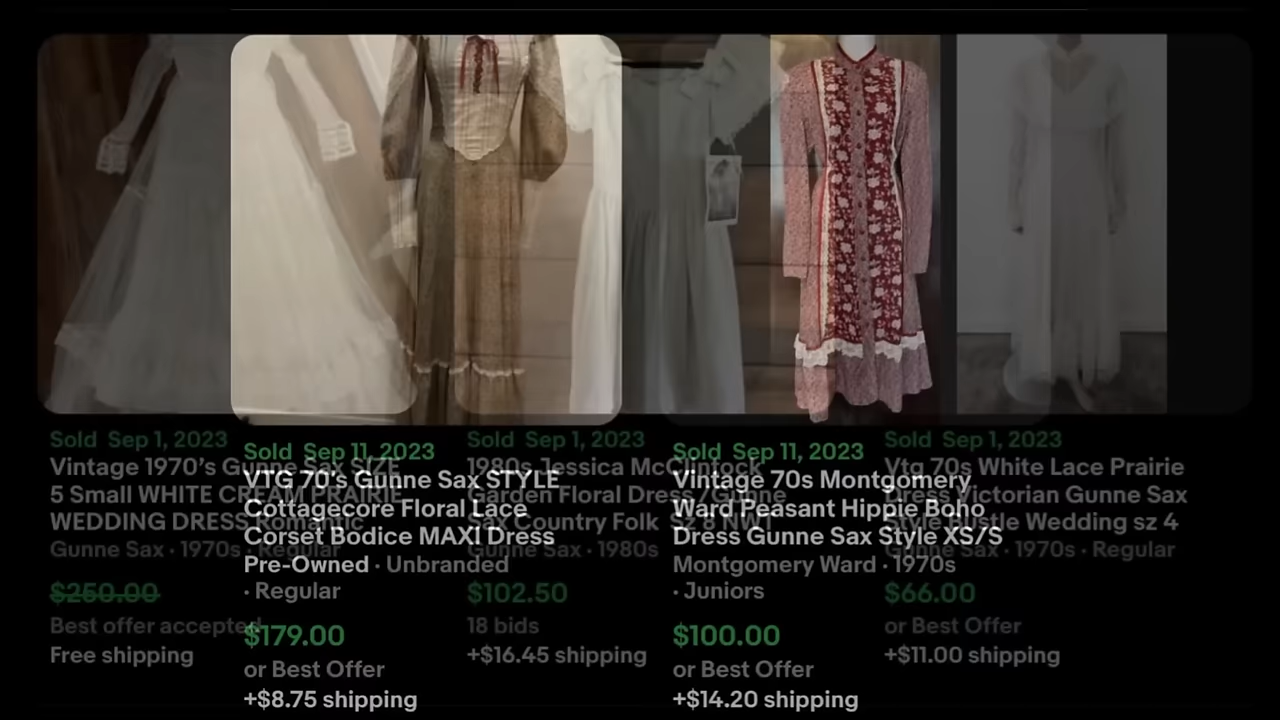 Sold Sep 1, 2023
Vintage 1970's Gunne Sax SIZE
5 Small WHITE CREAM PRAIRIE
WEDDING DRESS Romantic
Gunne Sax · 1970s · Regular
$250.00
Best offer accepted
Free shipping
Sold Sep 11, 2023
VTG 70's Gunne Sax STYLE
Cottagecore Floral Lace
Corset Bodice MAXI Dress
Pre-Owned · Unbranded
· Regular
$179.00
or Best Offer
+$8.75 shipping
Sold Sep 1, 2023
1980s Jessica McClintock
Garden Floral Dress/Gunne
Sax Country Folk Sz 8 NWT
Gunne Sax · 1980s
$102.50
18 bids
+$16.45 shipping
Sold Sep 11, 2023
Vintage 70s Montgomery
Ward Peasant Hippie Boho
Dress Gunne Sax Style XS/S
Montgomery Ward · 1970s
· Juniors
$100.00
or Best Offer
+$14.20 shipping
Sold Sep 1, 2023
Vtg 70s White Lace Prairie
Dress Victorian Gunne Sax
Style Bustle Wedding sz 4
Gunne Sax · 1970s · Regular
$66.00
or Best Offer
+$11.00 shipping